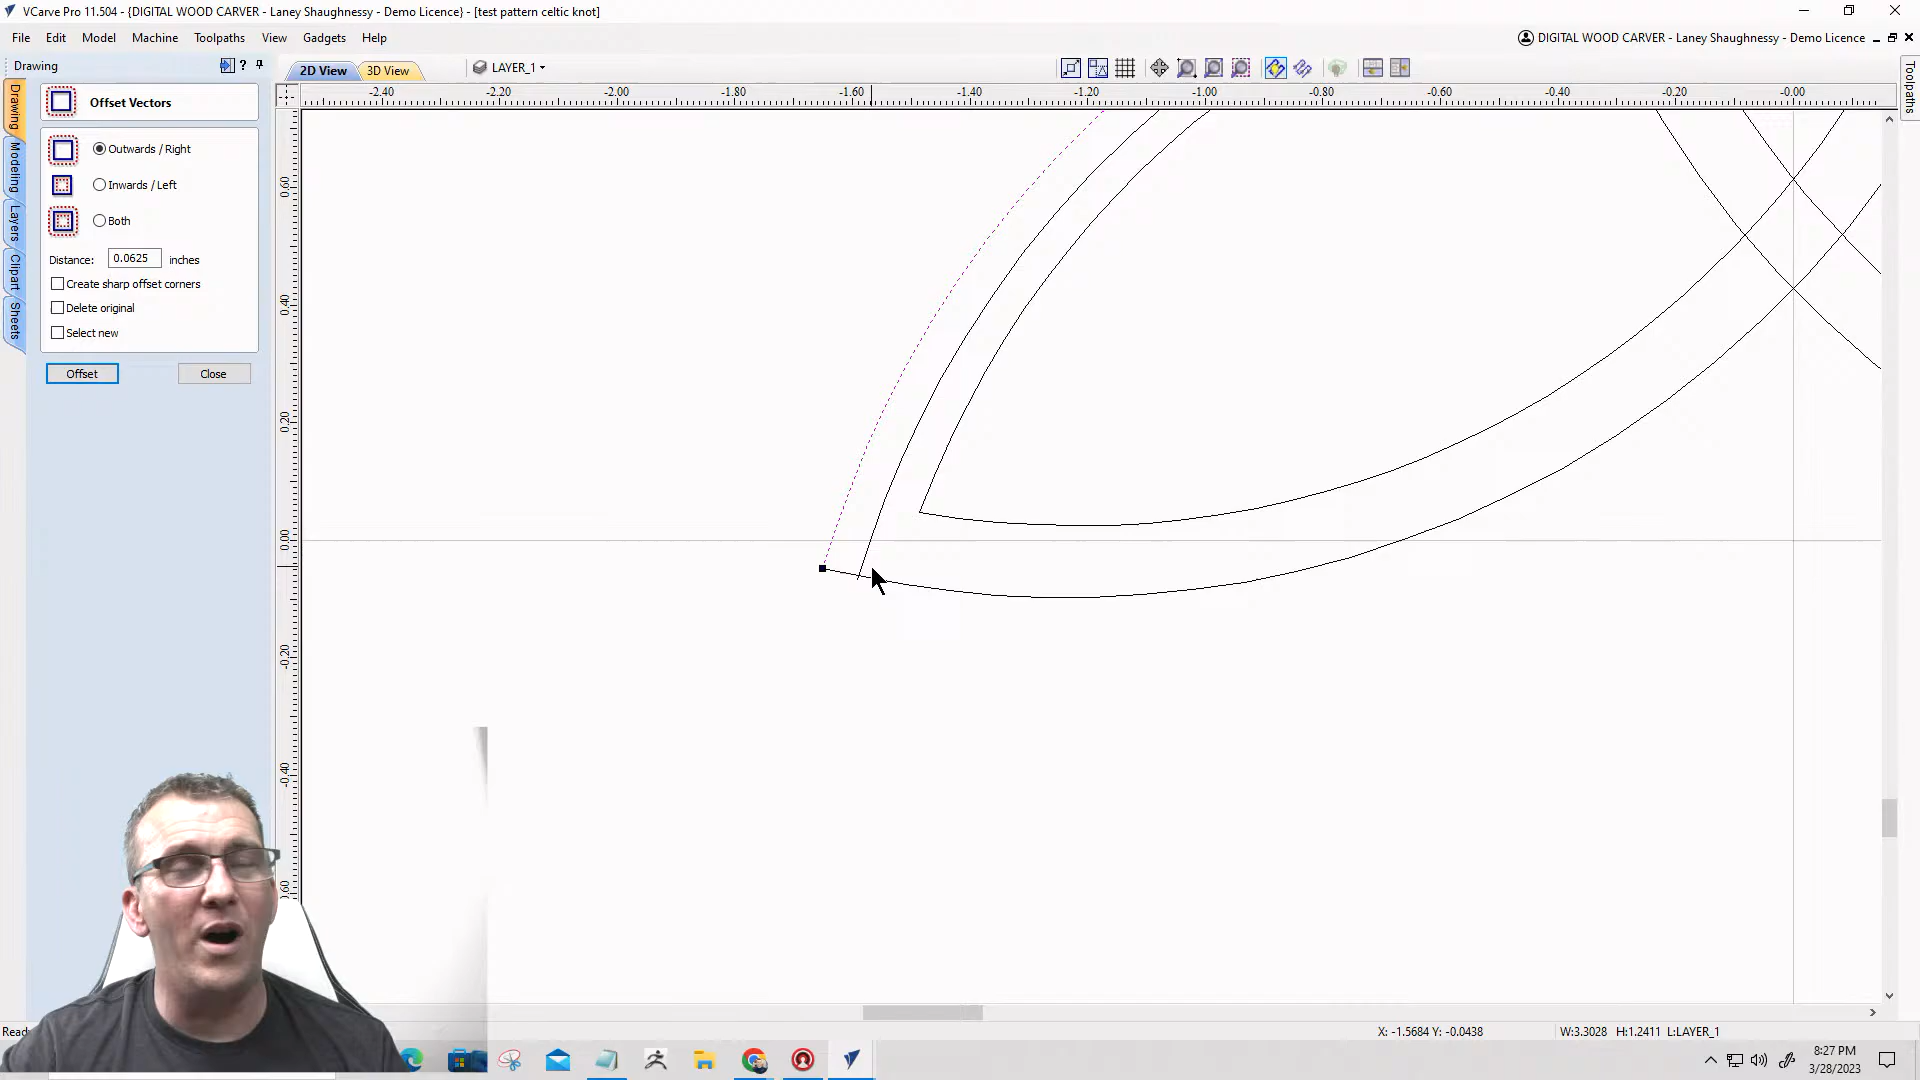 VCarve Pro 11.504 - {DIGITAL WOOD CARVER - Laney Shaughnessy - Demo Licence} - [test pattern celtic knot]
File Edit Model Machine Toolpaths View Gadgets Help
DIGITAL WOOD CARVER - Laney Shaughnessy - Demo Licence
Drawing
2D View 3D View LAYER_1
Toolpaths
Drawing
Modeling
Layers
Clipart
Sheets
Offset Vectors
Outwards / Right
Inwards / Left
Both
Distance: 0.0625 inches
Create sharp offset corners
Delete original
Select new
Offset Close
-2.40 -2.20 -2.00 -1.80 -1.60 -1.40 -1.20 -1.00 -0.80 -0.60 -0.40 -0.20 -0.00
0.60
0.40
0.20
0.00
-0.20
-0.40
0.60
Read
X: -1.5684 Y: -0.0438
W:3.3028 H:1.2411 L:LAYER_1
8:27 PM
3/28/2023